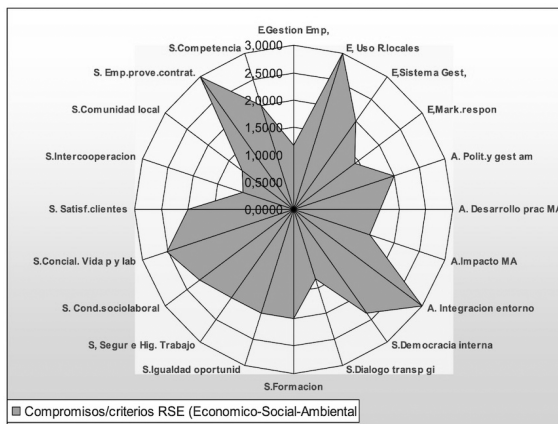 E.Gestion Emp,
E, Uso R.locales
E,Sistema Gest,
E,Mark.respon
A. Polit.y gest am
A. Desarrollo prac MA
A.Impacto MA
A. Integracion entorno
S.Democracia interna
S.Dialogo transp gi
S.Formacion
S.Igualdad oportunid
S, Segur e Hig. Trabajo
S. Cond.sociolaboral
S.Concial. Vida p y lab
S. Satisf.clientes
S.Intercooperacion
S.Comunidad local
S. Emp.prove.contrat.
S.Competencia
3,0000
2,5000
2,0000
1,5000
1,0000
0,5000
0,0000
Compromisos/criterios RSE (Economico-Social-Ambiental